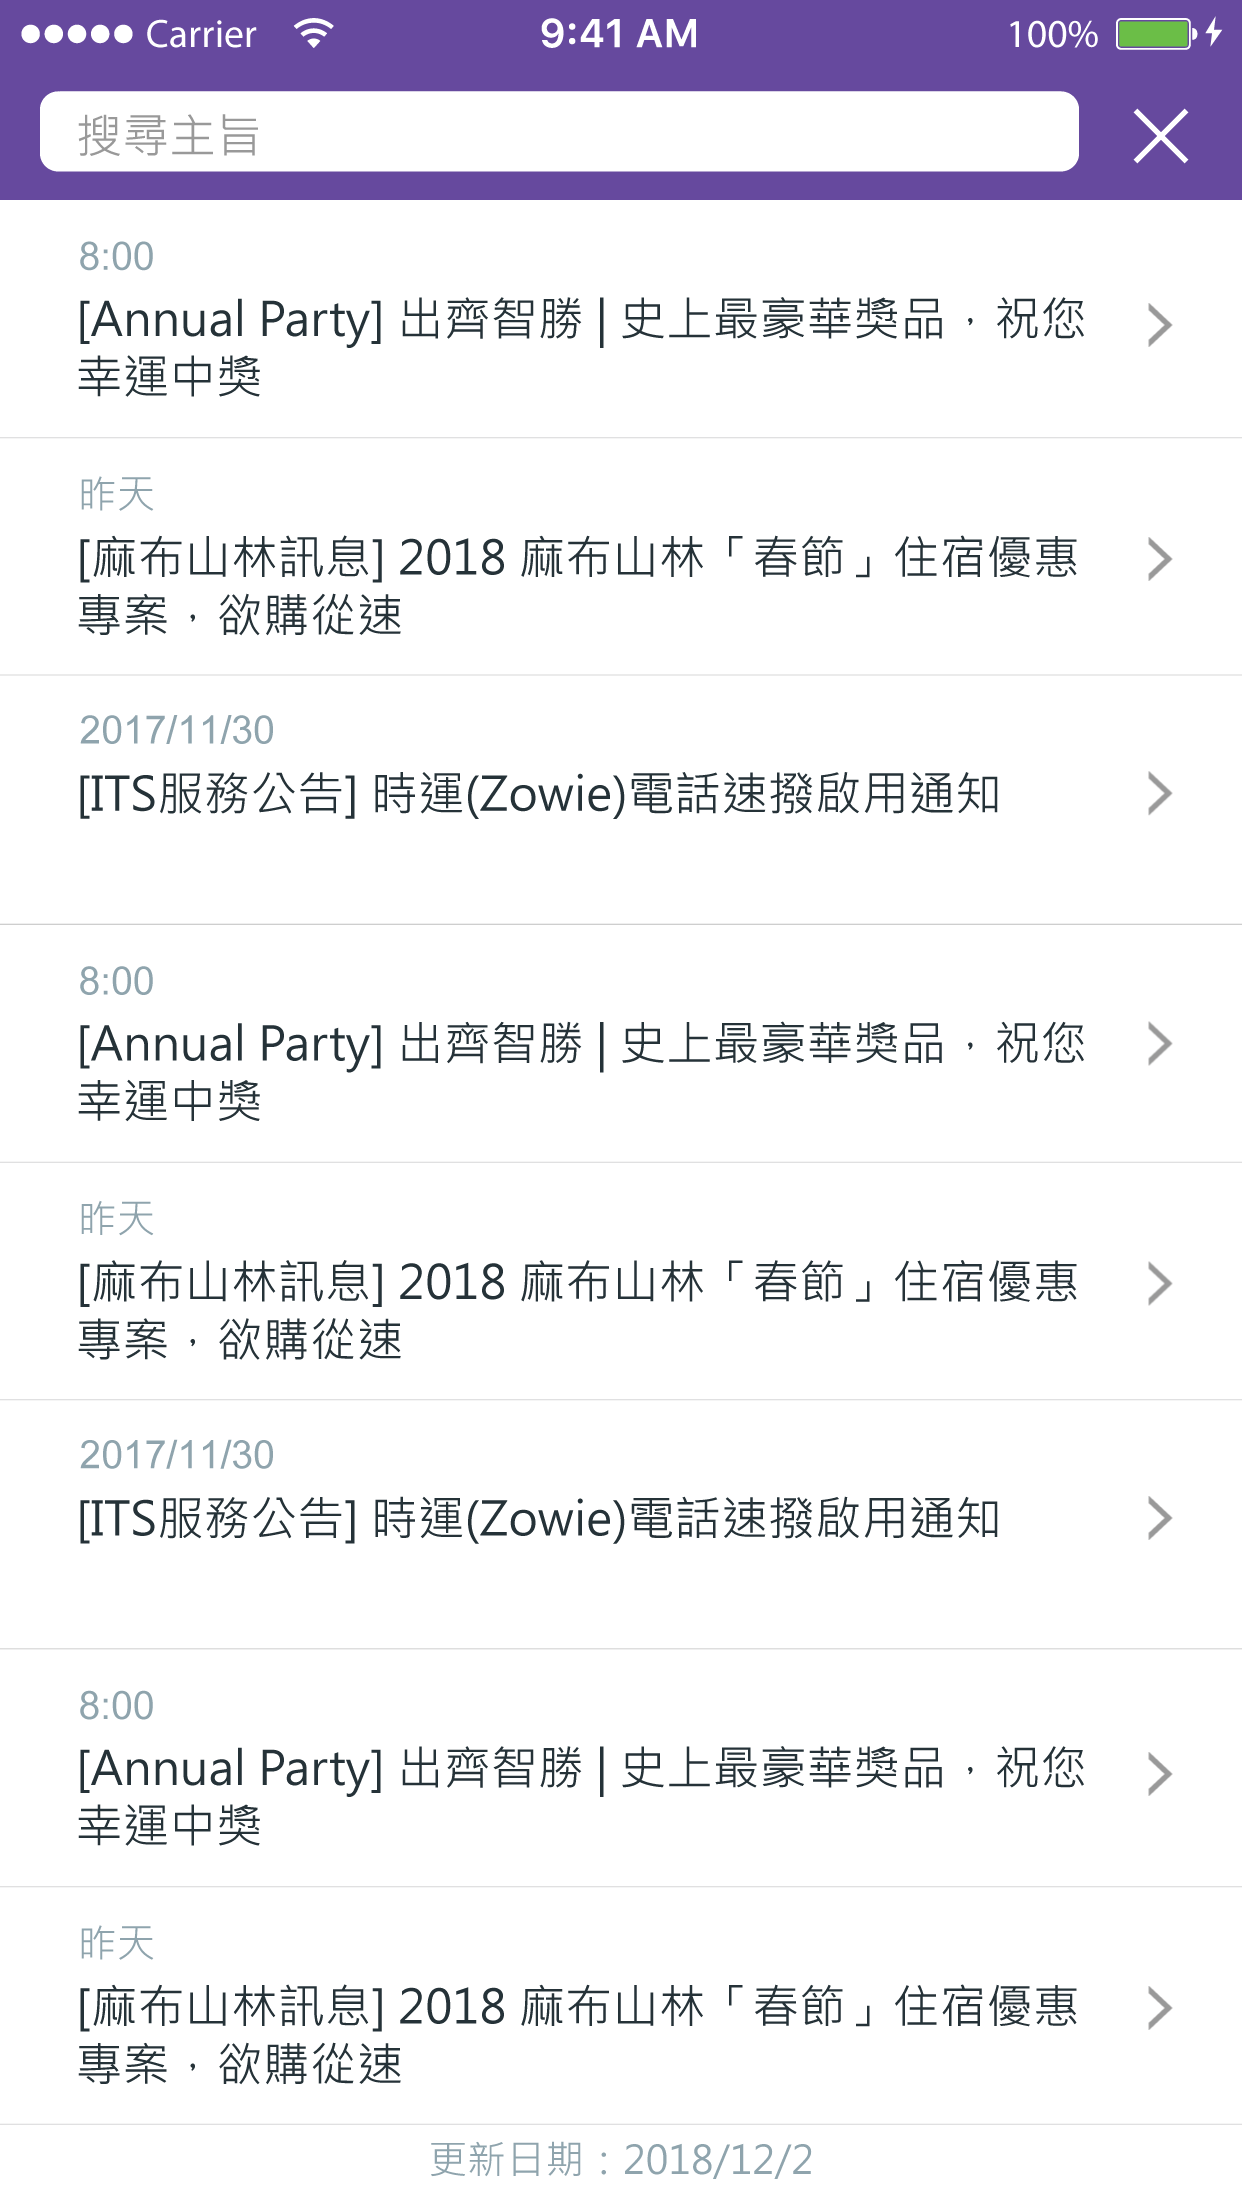 Carrier 9:41 AM 100%
搜尋主旨
8:00
[Annual Party] 出齊智勝 | 史上最豪華獎品，祝您
幸運中獎
昨天
[麻布山林訊息] 2018 麻布山林「春節」住宿優惠
專案，欲購從速
2017/11/30
[ITS服務公告] 時運(Zowie)電話速撥啟用通知
8:00
[Annual Party] 出齊智勝 | 史上最豪華獎品，祝您
幸運中獎
昨天
[麻布山林訊息] 2018 麻布山林「春節」住宿優惠
專案，欲購從速
2017/11/30
[ITS服務公告] 時運(Zowie)電話速撥啟用通知
8:00
[Annual Party] 出齊智勝 | 史上最豪華獎品，祝您
幸運中獎
昨天
[麻布山林訊息] 2018 麻布山林「春節」住宿優惠
專案，欲購從速
更新日期：2018/12/2